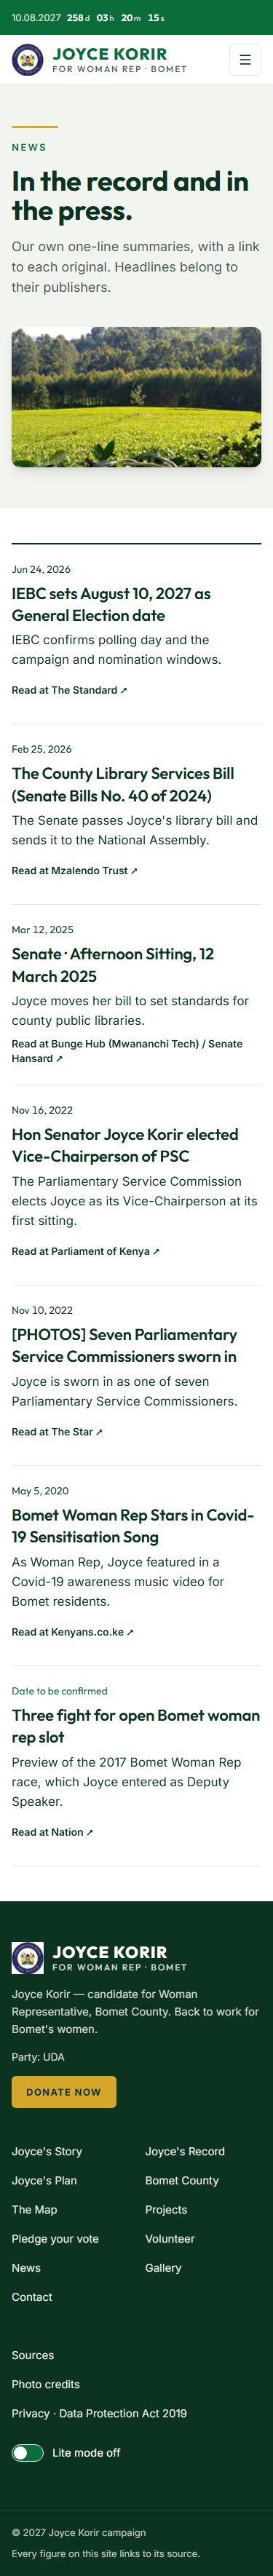 10.08.2027 258 d 03 h 20 m 15 s
JOYCE KORIR
FOR WOMAN REP · BOMET
NEWS
In the record and in
the press.
Our own one-line summaries, with a link
to each original. Headlines belong to
their publishers.
Jun 24, 2026
IEBC sets August 10, 2027 as
General Election date
IEBC confirms polling day and the
campaign and nomination windows.
Read at The Standard ↗
Feb 25, 2026
The County Library Services Bill
(Senate Bills No. 40 of 2024)
The Senate passes Joyce's library bill and
sends it to the National Assembly.
Read at Mzalendo Trust ↗
Mar 12, 2025
Senate · Afternoon Sitting, 12
March 2025
Joyce moves her bill to set standards for
county public libraries.
Read at Bunge Hub (Mwananchi Tech) / Senate
Hansard ↗
Nov 16, 2022
Hon Senator Joyce Korir elected
Vice-Chairperson of PSC
The Parliamentary Service Commission
elects Joyce as its Vice-Chairperson at its
first sitting.
Read at Parliament of Kenya ↗
Nov 10, 2022
[PHOTOS] Seven Parliamentary
Service Commissioners sworn in
Joyce is sworn in as one of seven
Parliamentary Service Commissioners.
Read at The Star ↗
May 5, 2020
Bomet Woman Rep Stars in Covid-
19 Sensitisation Song
As Woman Rep, Joyce featured in a
Covid-19 awareness music video for
Bomet residents.
Read at Kenyans.co.ke ↗
Date to be confirmed
Three fight for open Bomet woman
rep slot
Preview of the 2017 Bomet Woman Rep
race, which Joyce entered as Deputy
Speaker.
Read at Nation ↗
JOYCE KORIR
FOR WOMAN REP · BOMET
Joyce Korir — candidate for Woman
Representative, Bomet County. Back to work for
Bomet's women.
Party: UDA
DONATE NOW
Joyce's Story
Joyce's Record
Joyce's Plan
Bomet County
The Map
Projects
Pledge your vote
Volunteer
News
Gallery
Contact
Sources
Photo credits
Privacy · Data Protection Act 2019
Lite mode off
© 2027 Joyce Korir campaign
Every figure on this site links to its source.